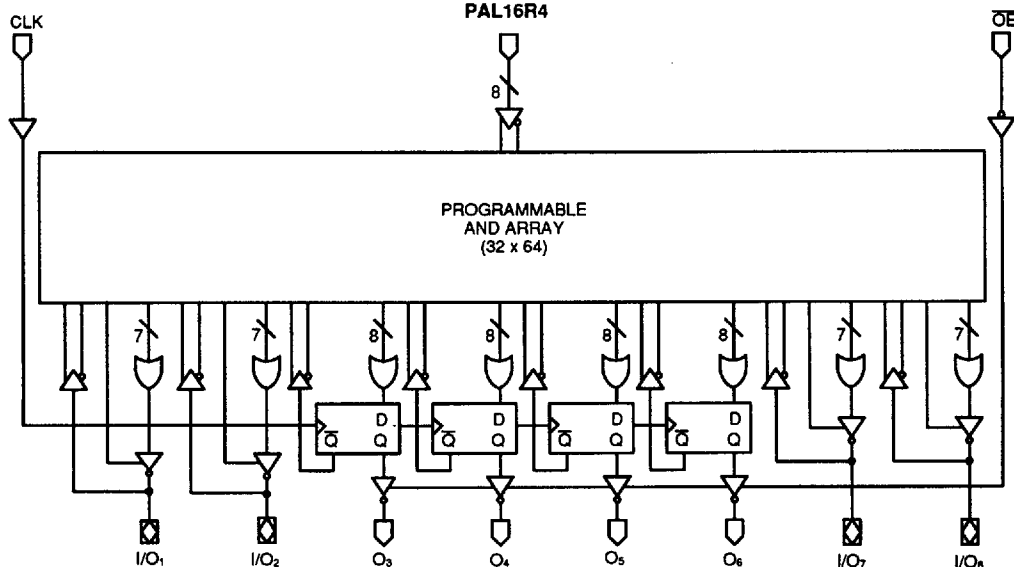 PAL16R4
CLK
OE
8
PROGRAMMABLE
AND ARRAY
(32 x 64)
7 7 8 8 8 8 7 7
D D D D
Q̅ Q Q̅ Q Q̅ Q Q̅ Q
I/O₁ I/O₂ O₃ O₄ O₅ O₆ I/O₇ I/O₈